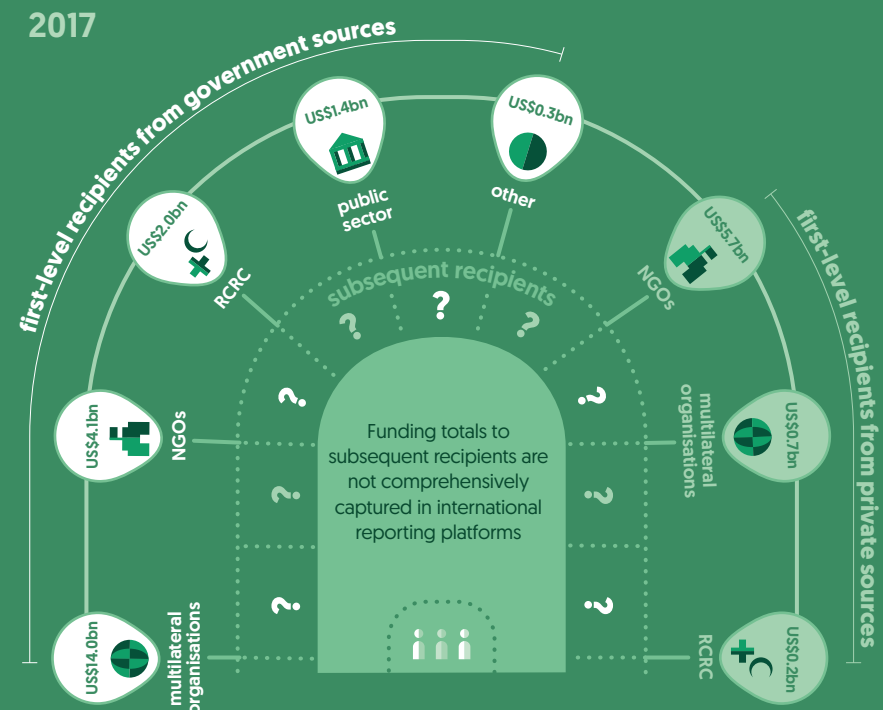 2017
first-level recipients from government sources
US$14.0bn
multilateral
organisations
US$4.1bn
NGOs
US$2.0bn
RCRC
US$1.4bn
public
sector
US$0.3bn
other
first-level recipients from private sources
US$5.7bn
NGOs
US$0.7bn
multilateral
organisations
US$0.2bn
RCRC
subsequent recipients
?
?
?
?
?
?
?
?
?
Funding totals to
subsequent recipients are
not comprehensively
captured in international
reporting platforms